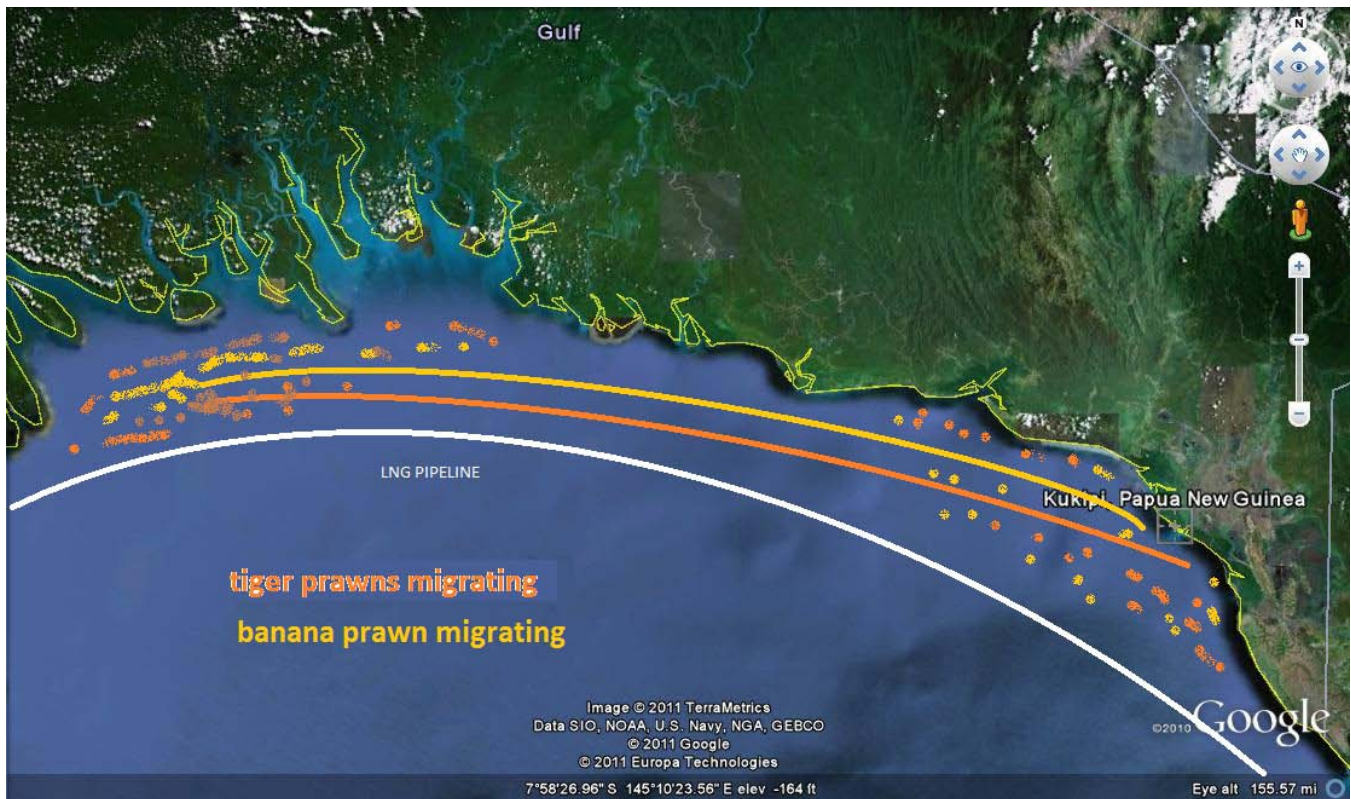 Gulf
N
LNG PIPELINE
Kukipi, Papua New Guinea
tiger prawns migrating
banana prawn migrating
Image © 2011 TerraMetrics
Data SIO, NOAA, U.S. Navy, NGA, GEBCO
© 2011 Google
© 2011 Europa Technologies
©2010 Google
7°58'26.96" S 145°10'23.56" E elev -164 ft
Eye alt 155.57 mi